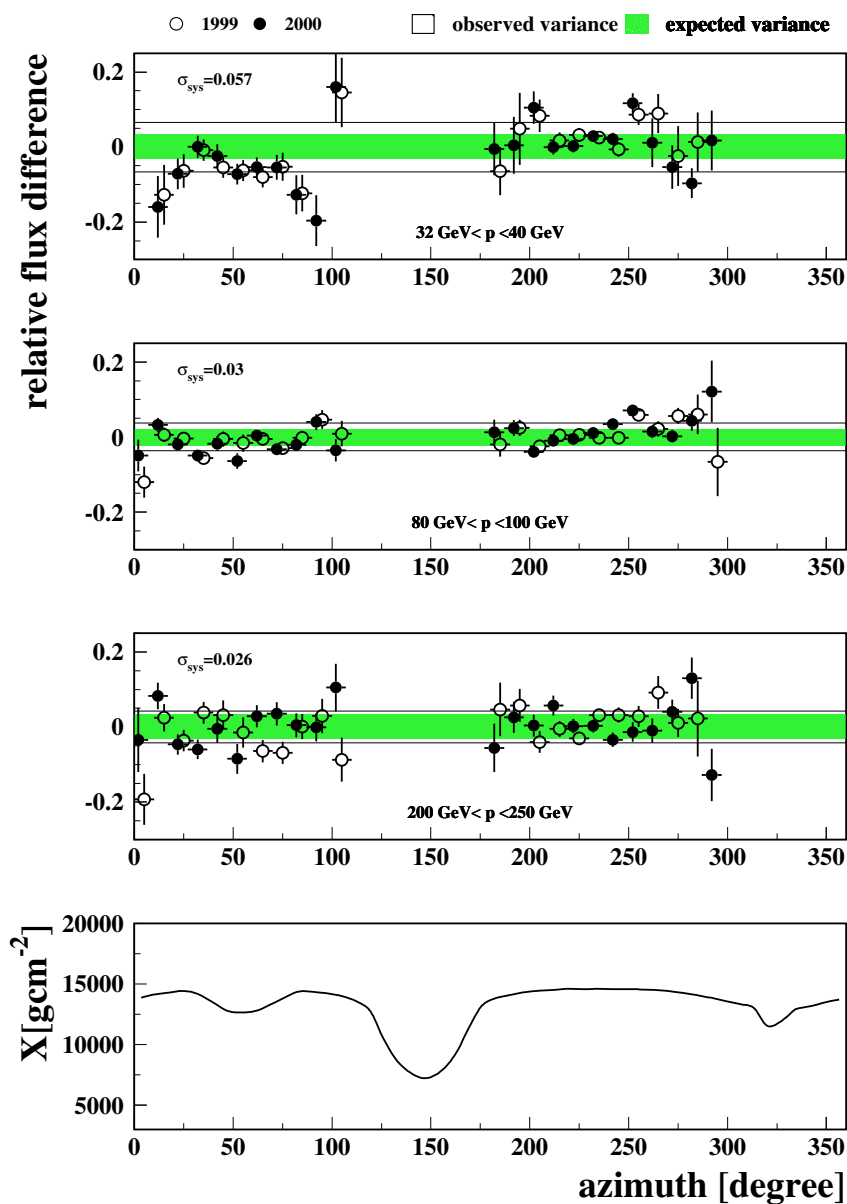 1999 2000 observed variance expected variance
relative flux difference
σsys=0.057
0.2
0
-0.2
32 GeV< p <40 GeV
0 50 100 150 200 250 300 350
σsys=0.03
0.2
0
-0.2
80 GeV< p <100 GeV
0 50 100 150 200 250 300 350
σsys=0.026
0.2
0
-0.2
200 GeV< p <250 GeV
0 50 100 150 200 250 300 350
X[gcm-2]
20000
15000
10000
5000
0 50 100 150 200 250 300 350
azimuth [degree]